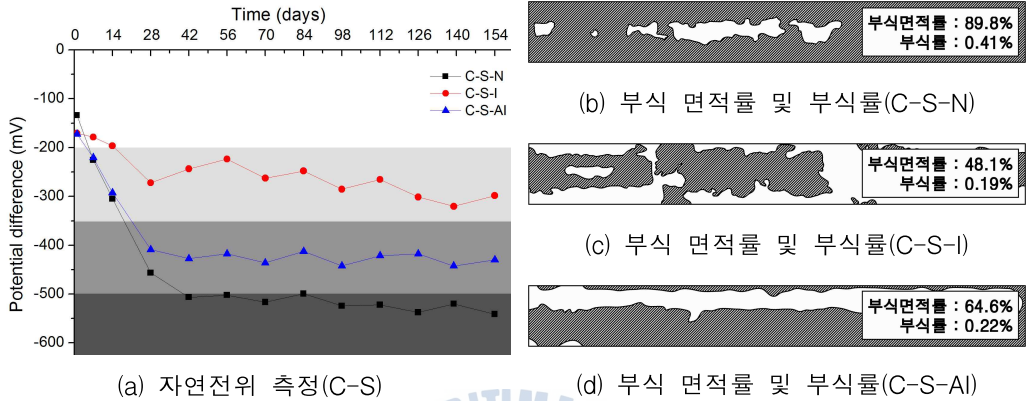 Time (days)
0 14 28 42 56 70 84 98 112 126 140 154
0
-100
-200
-300
-400
-500
-600
Potential difference (mV)
C-S-N
C-S-I
C-S-AI
(a) 자연전위 측정(C-S)
부식면적률 : 89.8%
부식률 : 0.41%
(b) 부식 면적률 및 부식률(C-S-N)
부식면적률 : 48.1%
부식률 : 0.19%
(c) 부식 면적률 및 부식률(C-S-I)
부식면적률 : 64.6%
부식률 : 0.22%
(d) 부식 면적률 및 부식률(C-S-AI)